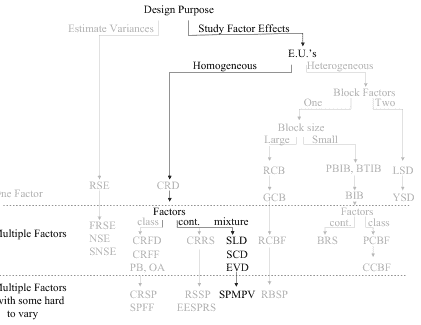 Design Purpose
Estimate Variances
Study Factor Effects
E.U.'s
Homogeneous
Heterogeneous
Block Factors
One
Two
Block size
Large
Small
RCB
PBIB, BTIB
LSD
RSE
CRD
ne Factor
GCB
BIB
YSD
Factors
Factors
class
cont.
mixture
cont.
class
FRSE
ultiple Factors
CRFD
CRRS
SLD
RCBF
BRS
PCBF
NSE
SNSE
CRFF
SCD
PB, OA
EVD
CCBF
ultiple Factors
CRSP
RSSP
SPMPV
RBSP
with some hard
SPFF
EESPRS
to vary